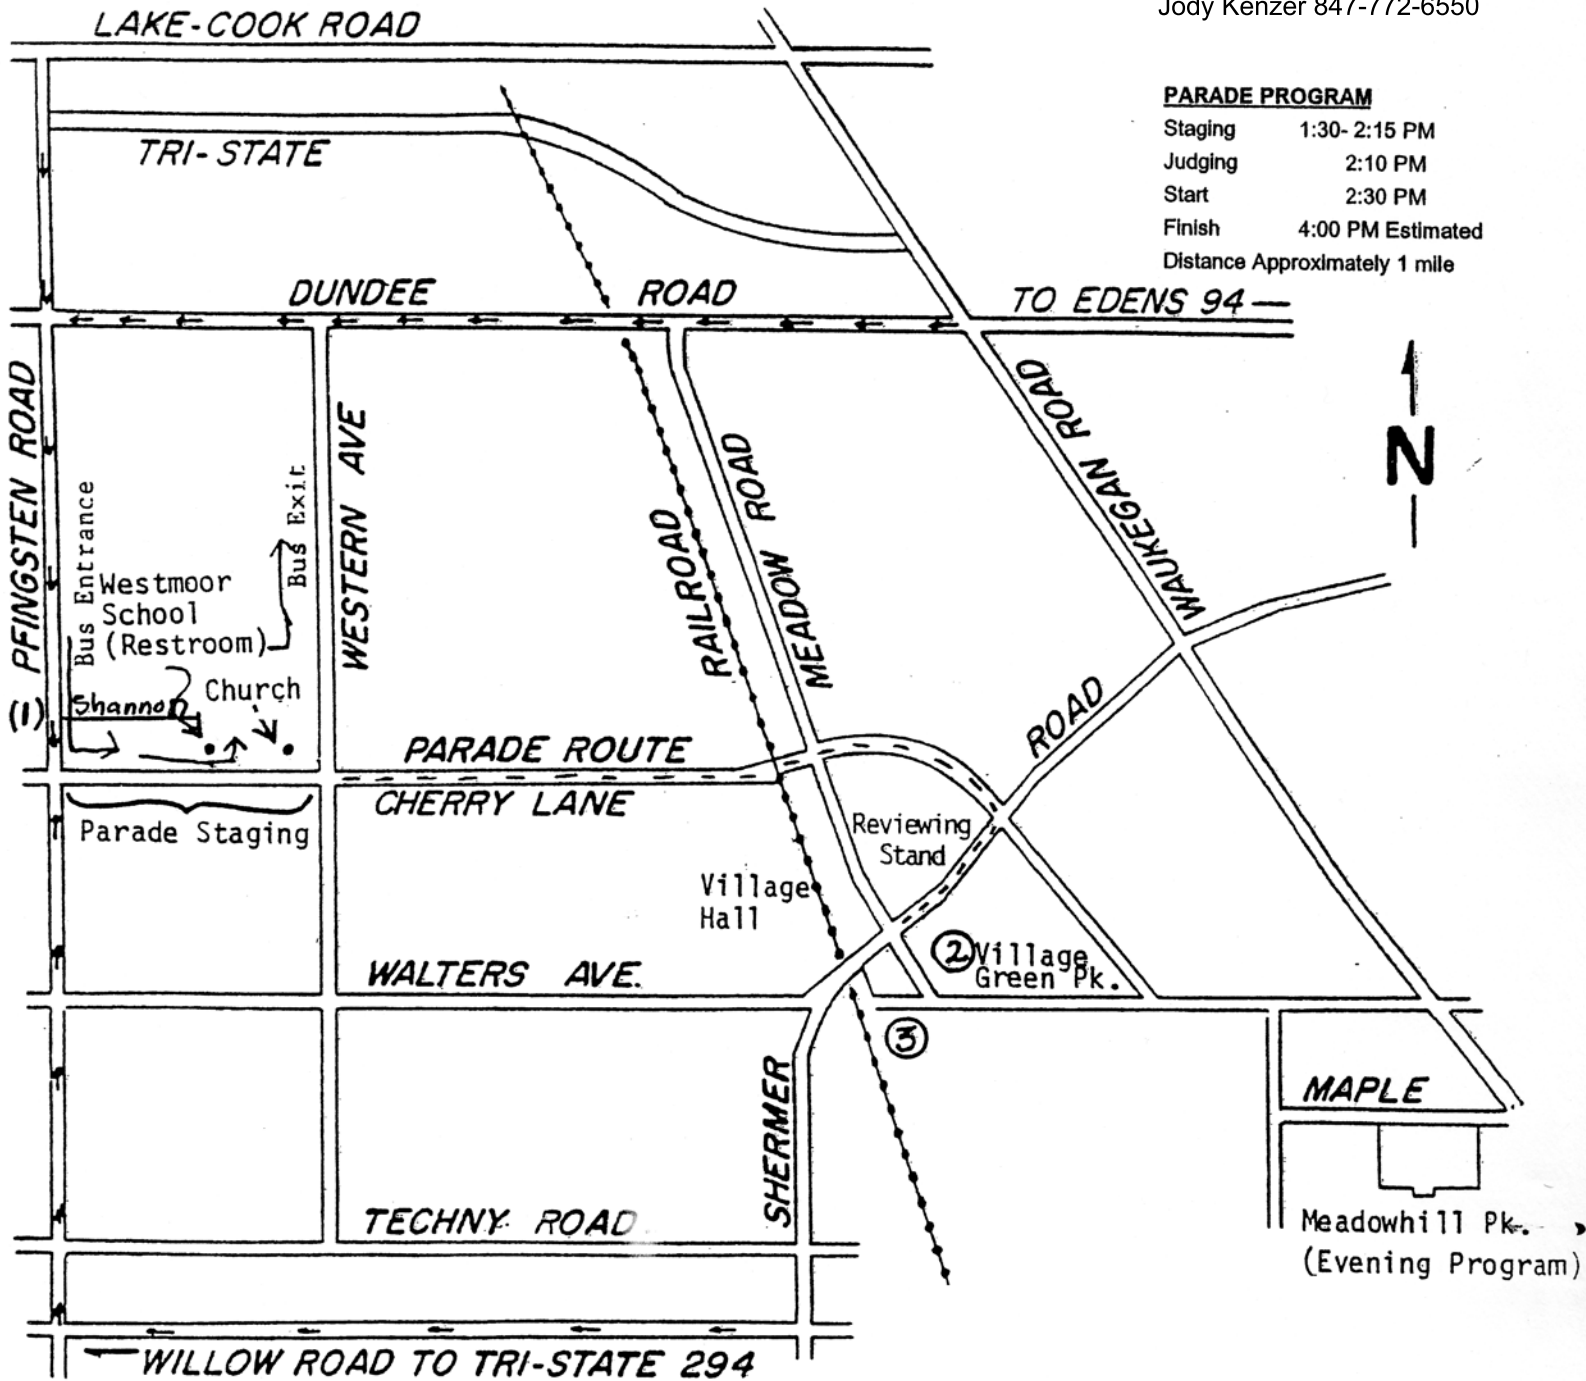 Jody Kenzer 847-772-6550
LAKE-COOK ROAD
PARADE PROGRAM
Staging 1:30- 2:15 PM
Judging 2:10 PM
Start 2:30 PM
Finish 4:00 PM Estimated
Distance Approximately 1 mile
TRI-STATE
DUNDEE ROAD
TO EDENS 94
PFINGSTEN ROAD
WESTERN AVE
RAILROAD
MEADOW ROAD
WAUKEGAN ROAD
N
Bus Entrance
Bus Exit
Westmoor
School
(Restroom)
(1)
Shannon
Church
PARADE ROUTE
ROAD
CHERRY LANE
Parade Staging
Reviewing
Stand
Village
Hall
2
Village
Green Pk.
WALTERS AVE.
3
SHERMER
MAPLE
TECHNY ROAD
Meadowhill Pk.
(Evening Program)
WILLOW ROAD TO TRI-STATE 294